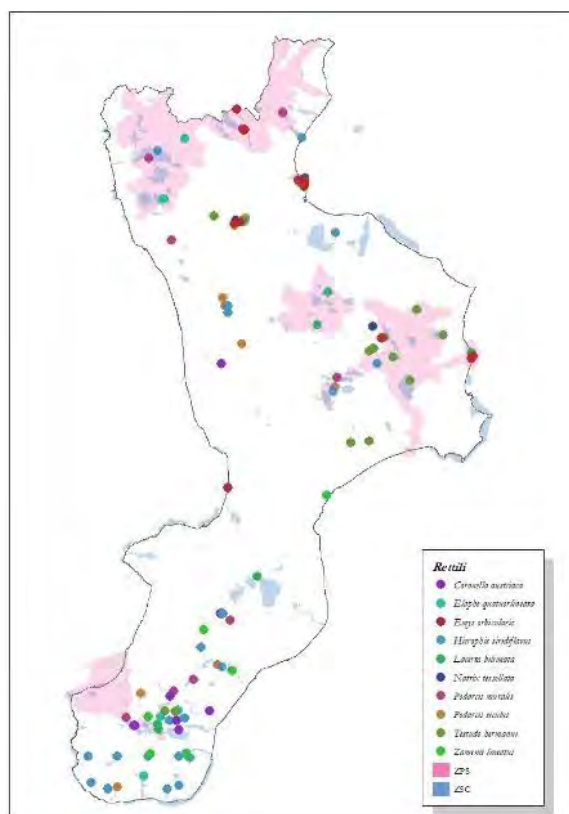 Rettili
Coronella austriaca
Elaphe quatuorlineata
Emys orbicularis
Hierophis viridiflavus
Lacerta bilineata
Natrix tessellata
Podarcis muralis
Podarcis siculus
Testudo hermanni
Zamenis lineatus
ZPS
ZSC